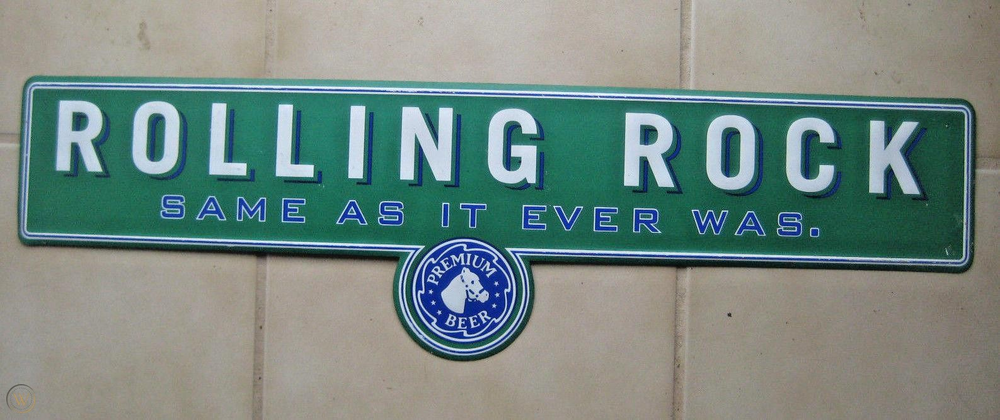 ROLLING ROCK
SAME AS IT EVER WAS.
PREMIUM
BEER
W